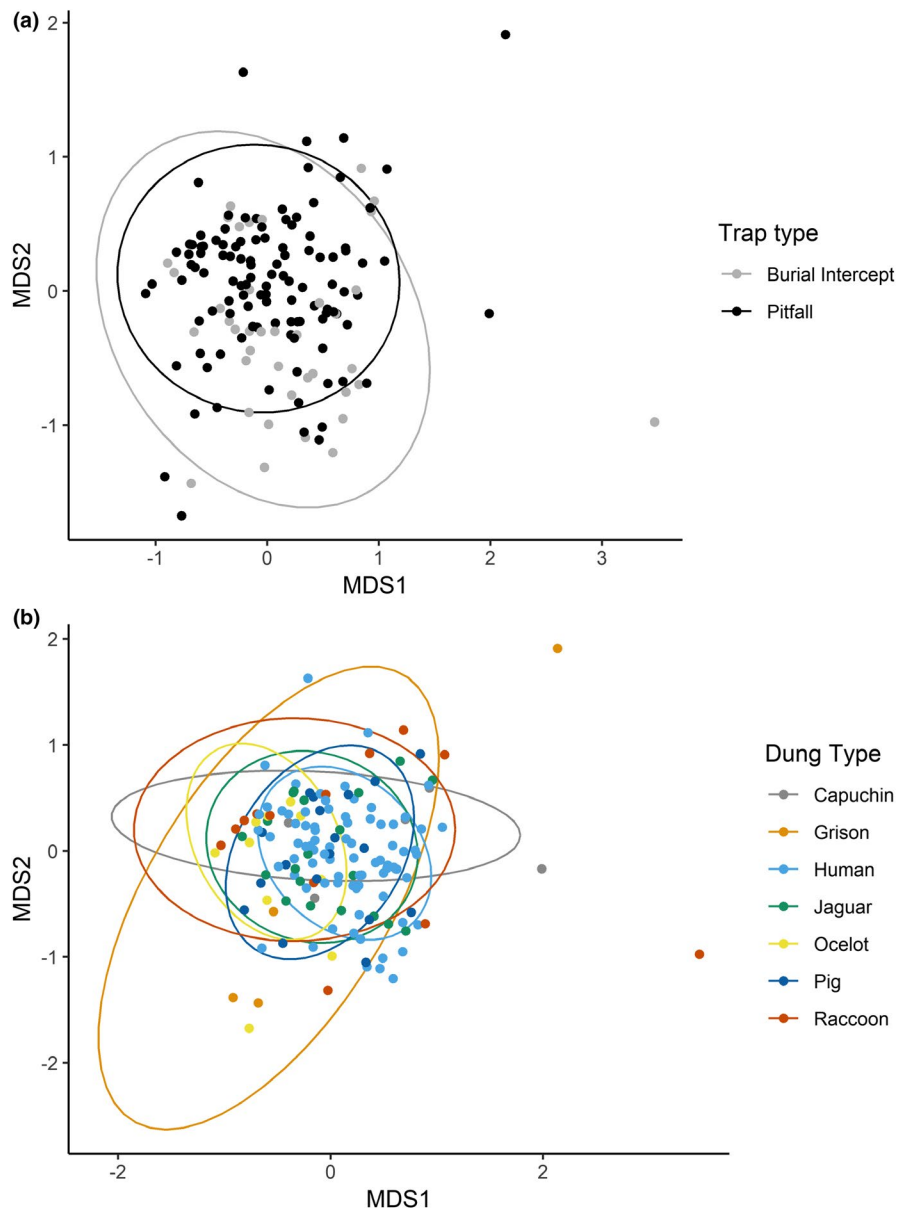 (a)
2
1
0
-1
MDS2
-1 0 1 2 3
MDS1
Trap type
Burial Intercept
Pitfall
(b)
2
1
0
-1
-2
MDS2
-2 0 2
MDS1
Dung Type
Capuchin
Grison
Human
Jaguar
Ocelot
Pig
Raccoon